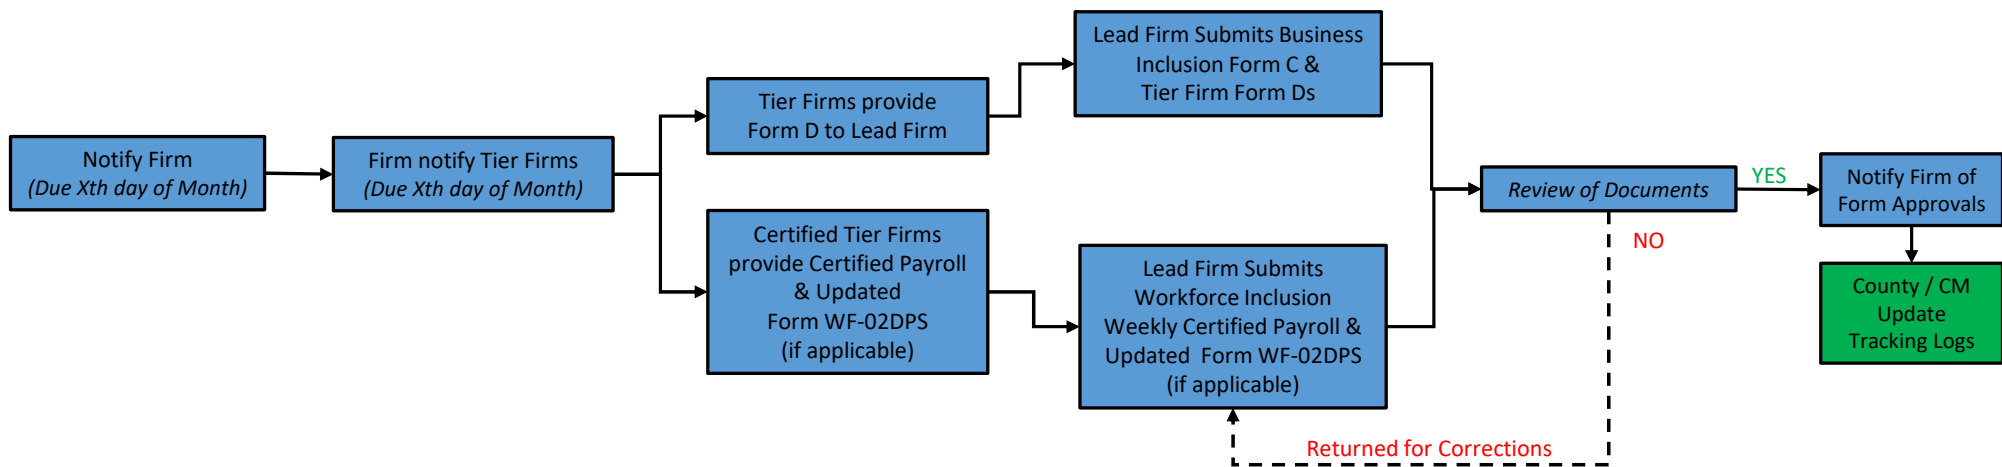 Notify Firm
(Due Xth day of Month)
Firm notify Tier Firms
(Due Xth day of Month)
Tier Firms provide
Form D to Lead Firm
Lead Firm Submits Business
Inclusion Form C &
Tier Firm Form Ds
Certified Tier Firms
provide Certified Payroll
& Updated
Form WF-02DPS
(if applicable)
Lead Firm Submits
Workforce Inclusion
Weekly Certified Payroll &
Updated Form WF-02DPS
(if applicable)
Review of Documents
YES
NO
Returned for Corrections
Notify Firm of
Form Approvals
County / CM
Update
Tracking Logs